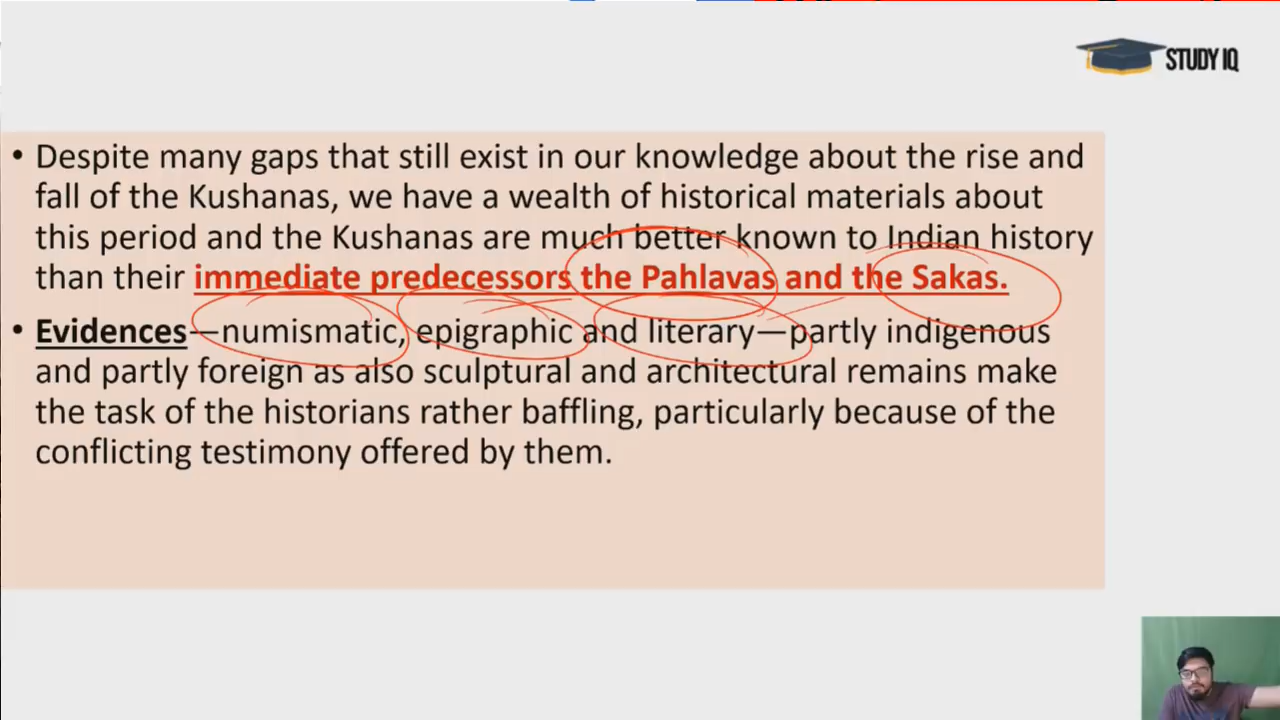 STUDY IQ
• Despite many gaps that still exist in our knowledge about the rise and
fall of the Kushanas, we have a wealth of historical materials about
this period and the Kushanas are much better known to Indian history
than their immediate predecessors the Pahlavas and the Sakas.
• Evidences—numismatic, epigraphic and literary—partly indigenous
and partly foreign as also sculptural and architectural remains make
the task of the historians rather baffling, particularly because of the
conflicting testimony offered by them.